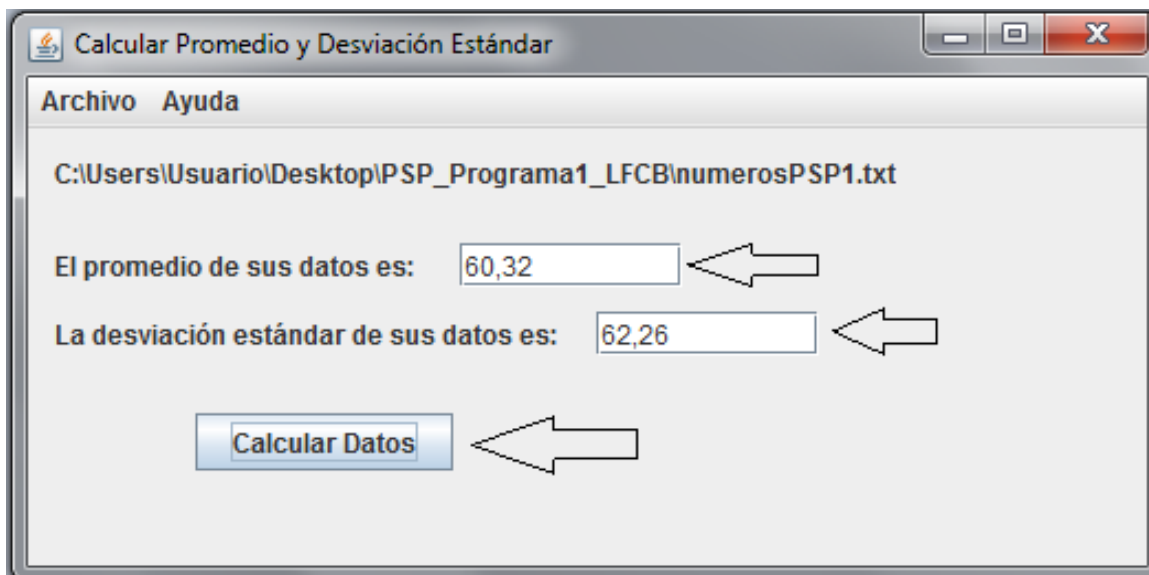 Calcular Promedio y Desviación Estándar
Archivo Ayuda
C:\Users\Usuario\Desktop\PSP_Programa1_LFCB\numerosPSP1.txt
El promedio de sus datos es: 60,32
La desviación estándar de sus datos es: 62,26
Calcular Datos